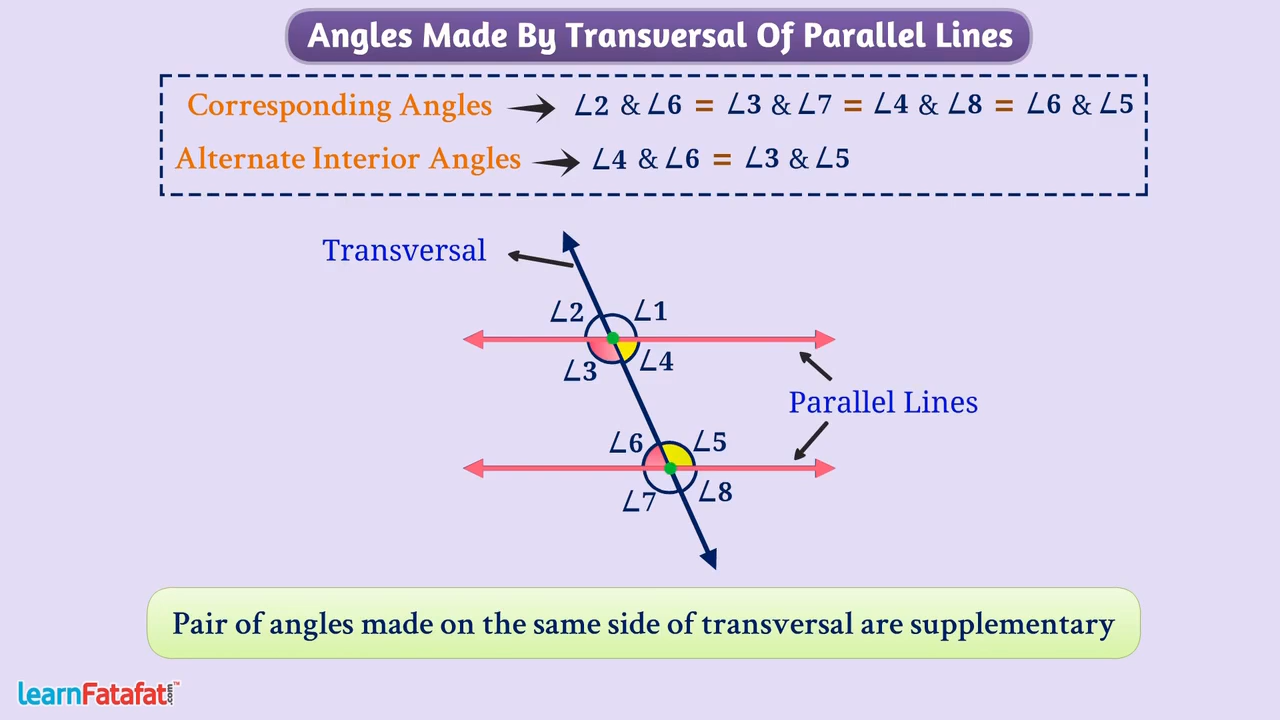 Angles Made By Transversal Of Parallel Lines
Corresponding Angles → ∠2 & ∠6 = ∠3 & ∠7 = ∠4 & ∠8 = ∠6 & ∠5
Alternate Interior Angles → ∠4 & ∠6 = ∠3 & ∠5
Transversal
∠2 ∠1
∠3 ∠4
Parallel Lines
∠6 ∠5
∠7 ∠8
Pair of angles made on the same side of transversal are supplementary
learnFatafat.com™